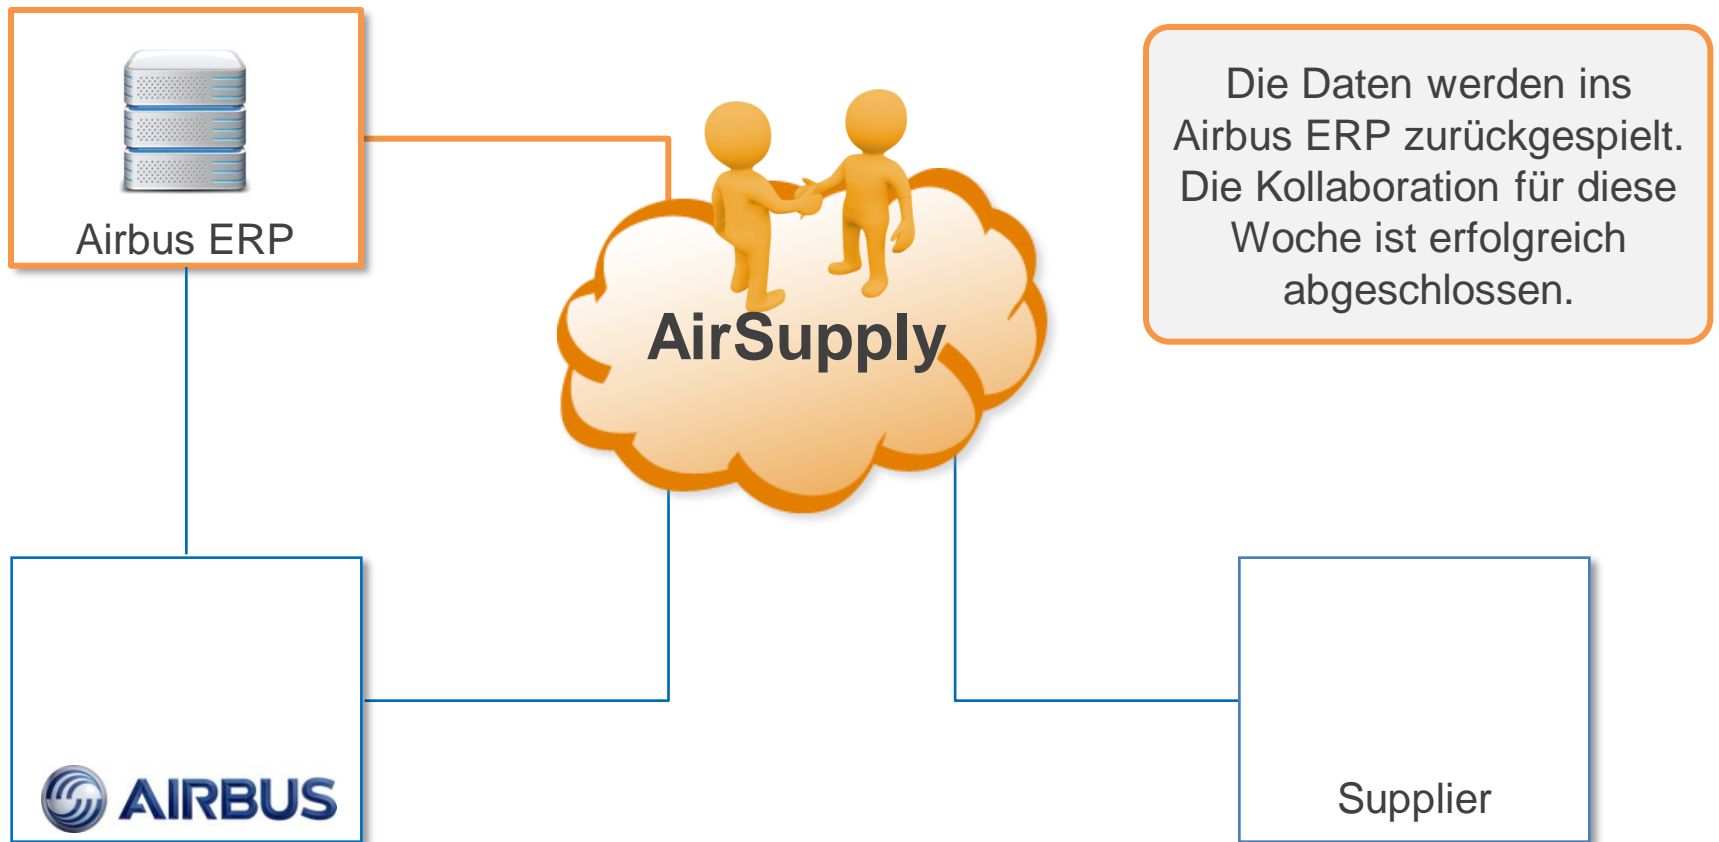 Airbus ERP
AirSupply
Die Daten werden ins
Airbus ERP zurückgespielt.
Die Kollaboration für diese
Woche ist erfolgreich
abgeschlossen.
AIRBUS
Supplier